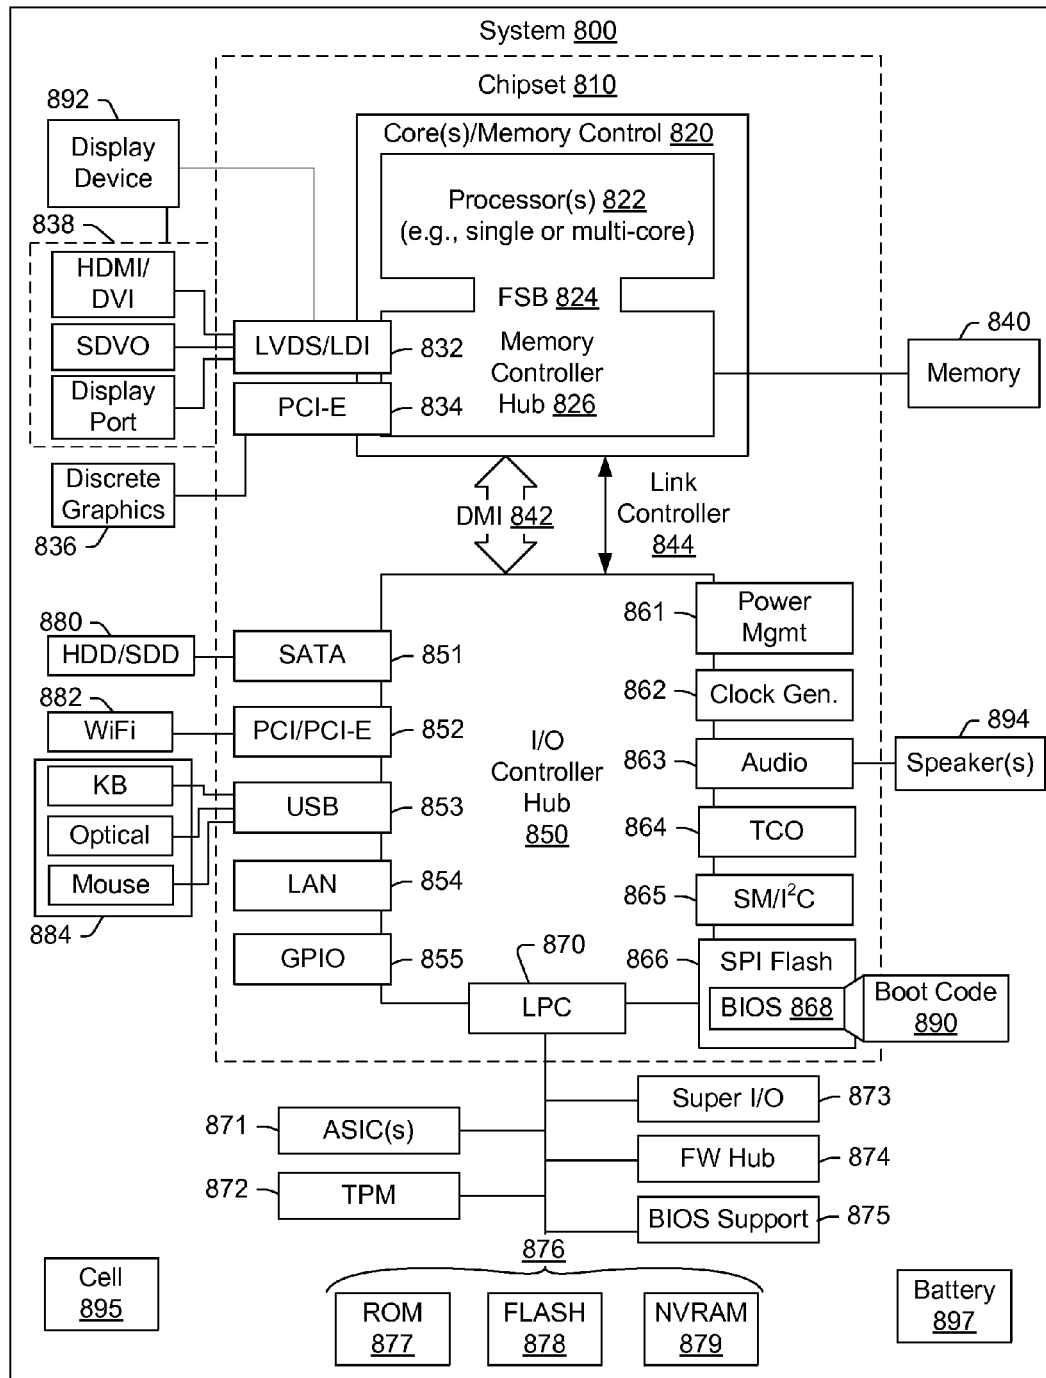 System 800
Chipset 810
892
Display
Device
838
HDMI/
DVI
SDVO
Display
Port
Discrete
Graphics
836
Core(s)/Memory Control 820
Processor(s) 822
(e.g., single or multi-core)
FSB 824
Memory
Controller
Hub 826
LVDS/LDI
832
PCI-E
834
840
Memory
DMI 842
Link
Controller
844
880
HDD/SDD
882
WiFi
KB
Optical
Mouse
884
SATA
851
PCI/PCI-E
852
USB
853
LAN
854
GPIO
855
I/O
Controller
Hub
850
861
Power
Mgmt
862
Clock Gen.
863
Audio
864
TCO
865
SM/I²C
866
SPI Flash
BIOS 868
Boot Code
890
894
Speaker(s)
870
LPC
871
ASIC(s)
872
TPM
Super I/O
873
FW Hub
874
BIOS Support
875
876
ROM
877
FLASH
878
NVRAM
879
Cell
895
Battery
897